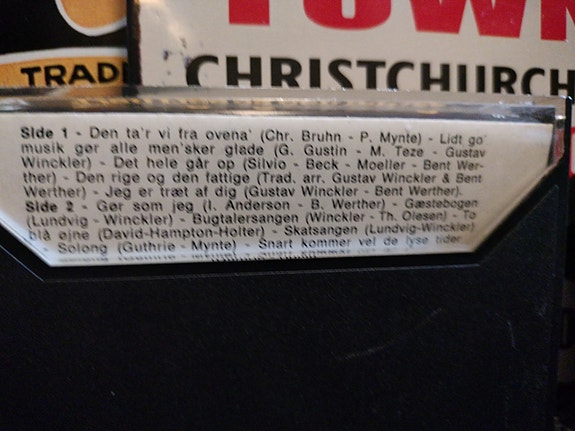 TOWN
TRADI
CHRISTCHURCH
Side 1 - Den ta'r vi fra ovena' (Chr. Bruhn - P. Mynte) - Lidt go'
musik gør alle men'sker glade (G. Gustin - M. Teze - Gustav
Winckler) - Det hele går op (Silvio - Beck - Moeller - Bent Wer-
ther) - Den rige og den fattige (Trad. arr. Gustav Winckler & Bent
Werther) - Jeg er træt af dig (Gustav Winckler - Bent Werther).
Side 2 - Gør som jeg (I. Anderson - B. Werther) - Gæstebogen
(Lundvig - Winckler) - Bugtalersangen (Winckler - Th. Olesen) - To
blå øjne (David-Hampton-Holter) - Skatsangen (Lundvig-Winckler)
- Solong (Guthrie - Mynte) - Snart kommer vel de lyse tider